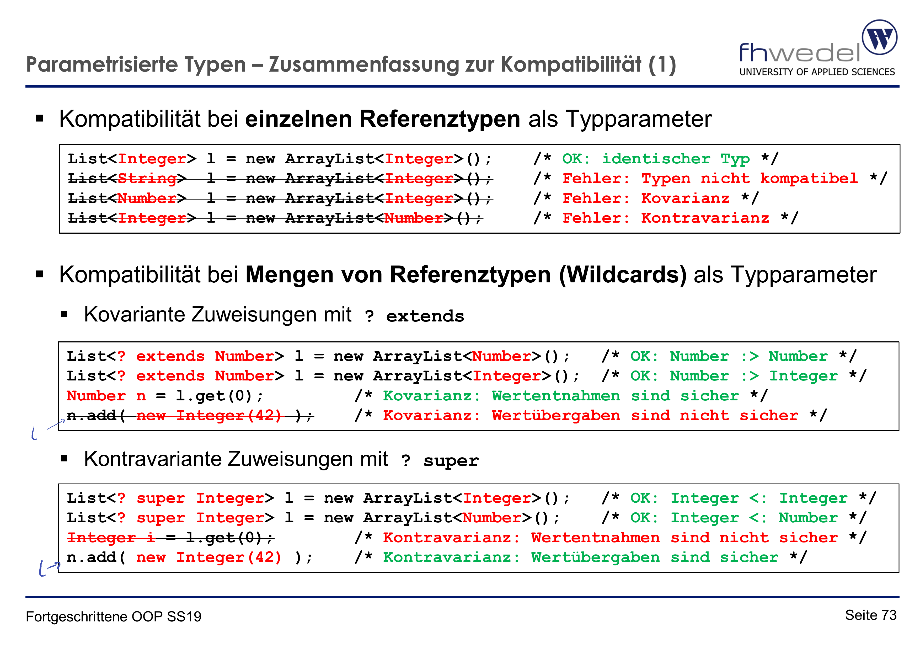 Parametrisierte Typen – Zusammenfassung zur Kompatibilität (1)
fhwedel
UNIVERSITY OF APPLIED SCIENCES
▪ Kompatibilität bei einzelnen Referenztypen als Typparameter
List<Integer> l = new ArrayList<Integer>(); /* OK: identischer Typ */
List<String> l = new ArrayList<Integer>(); /* Fehler: Typen nicht kompatibel */
List<Number> l = new ArrayList<Integer>(); /* Fehler: Kovarianz */
List<Integer> l = new ArrayList<Number>(); /* Fehler: Kontravarianz */
▪ Kompatibilität bei Mengen von Referenztypen (Wildcards) als Typparameter
▪ Kovariante Zuweisungen mit ? extends
List<? extends Number> l = new ArrayList<Number>(); /* OK: Number :> Number */
List<? extends Number> l = new ArrayList<Integer>(); /* OK: Number :> Integer */
Number n = l.get(0); /* Kovarianz: Wertentnahmen sind sicher */
n.add( new Integer(42) ); /* Kovarianz: Wertübergaben sind nicht sicher */
l
▪ Kontravariante Zuweisungen mit ? super
List<? super Integer> l = new ArrayList<Integer>(); /* OK: Integer <: Integer */
List<? super Integer> l = new ArrayList<Number>(); /* OK: Integer <: Number */
Integer i = l.get(0); /* Kontravarianz: Wertentnahmen sind nicht sicher */
n.add( new Integer(42) ); /* Kontravarianz: Wertübergaben sind sicher */
l
Fortgeschrittene OOP SS19
Seite 73